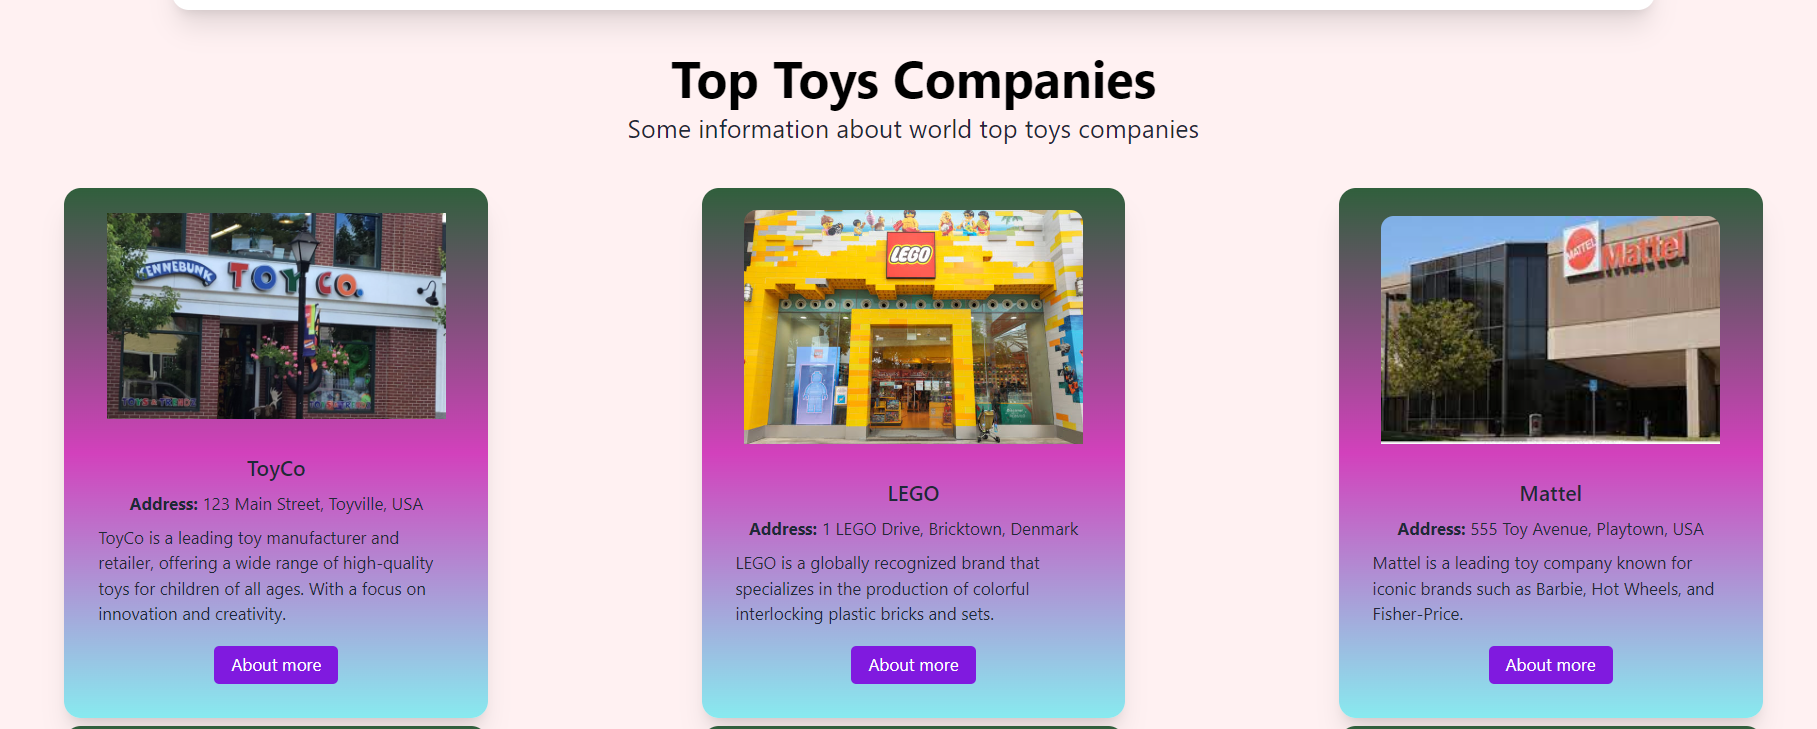 Top Toys Companies
Some information about world top toys companies
KENNEBUNK TOY CO.
ToyCo
Address: 123 Main Street, Toyville, USA
ToyCo is a leading toy manufacturer and
retailer, offering a wide range of high-quality
toys for children of all ages. With a focus on
innovation and creativity.
About more
LEGO
LEGO
Address: 1 LEGO Drive, Bricktown, Denmark
LEGO is a globally recognized brand that
specializes in the production of colorful
interlocking plastic bricks and sets.
About more
MATTEL Mattel
Mattel
Address: 555 Toy Avenue, Playtown, USA
Mattel is a leading toy company known for
iconic brands such as Barbie, Hot Wheels, and
Fisher-Price.
About more